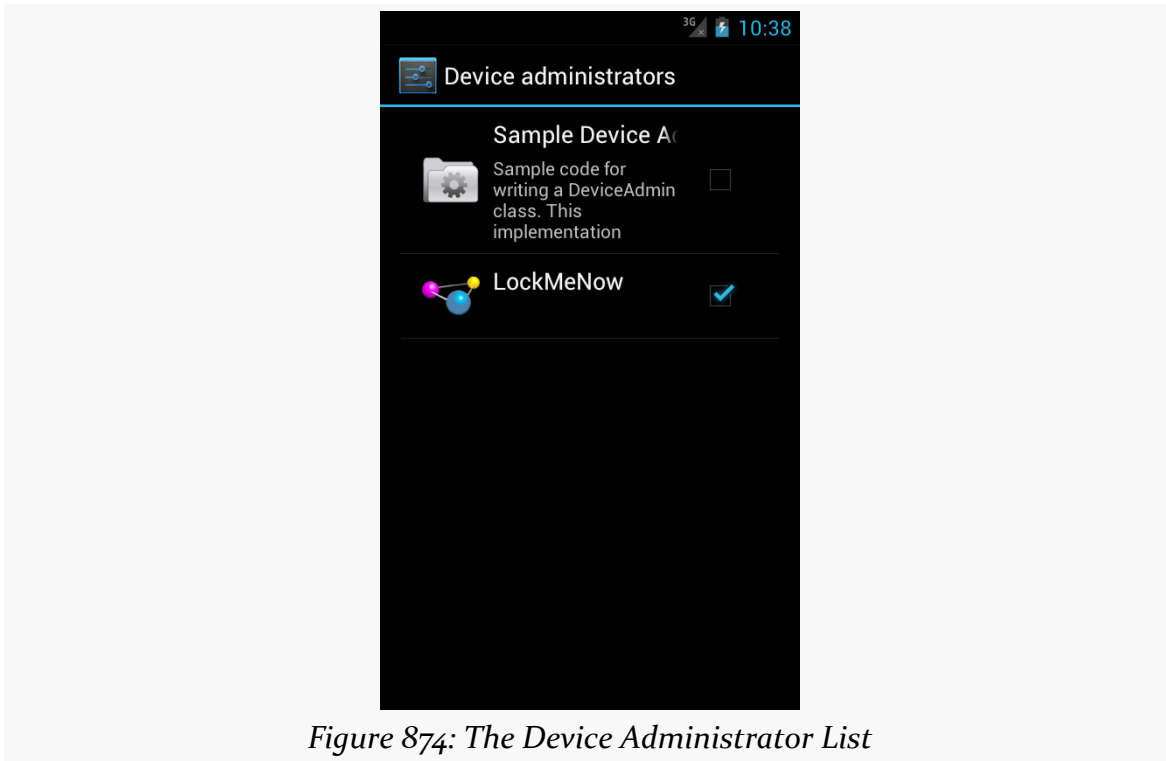 3G
10:38
Device administrators
Sample Device A
Sample code for
writing a DeviceAdmin
class. This
implementation
LockMeNow
Figure 874: The Device Administrator List